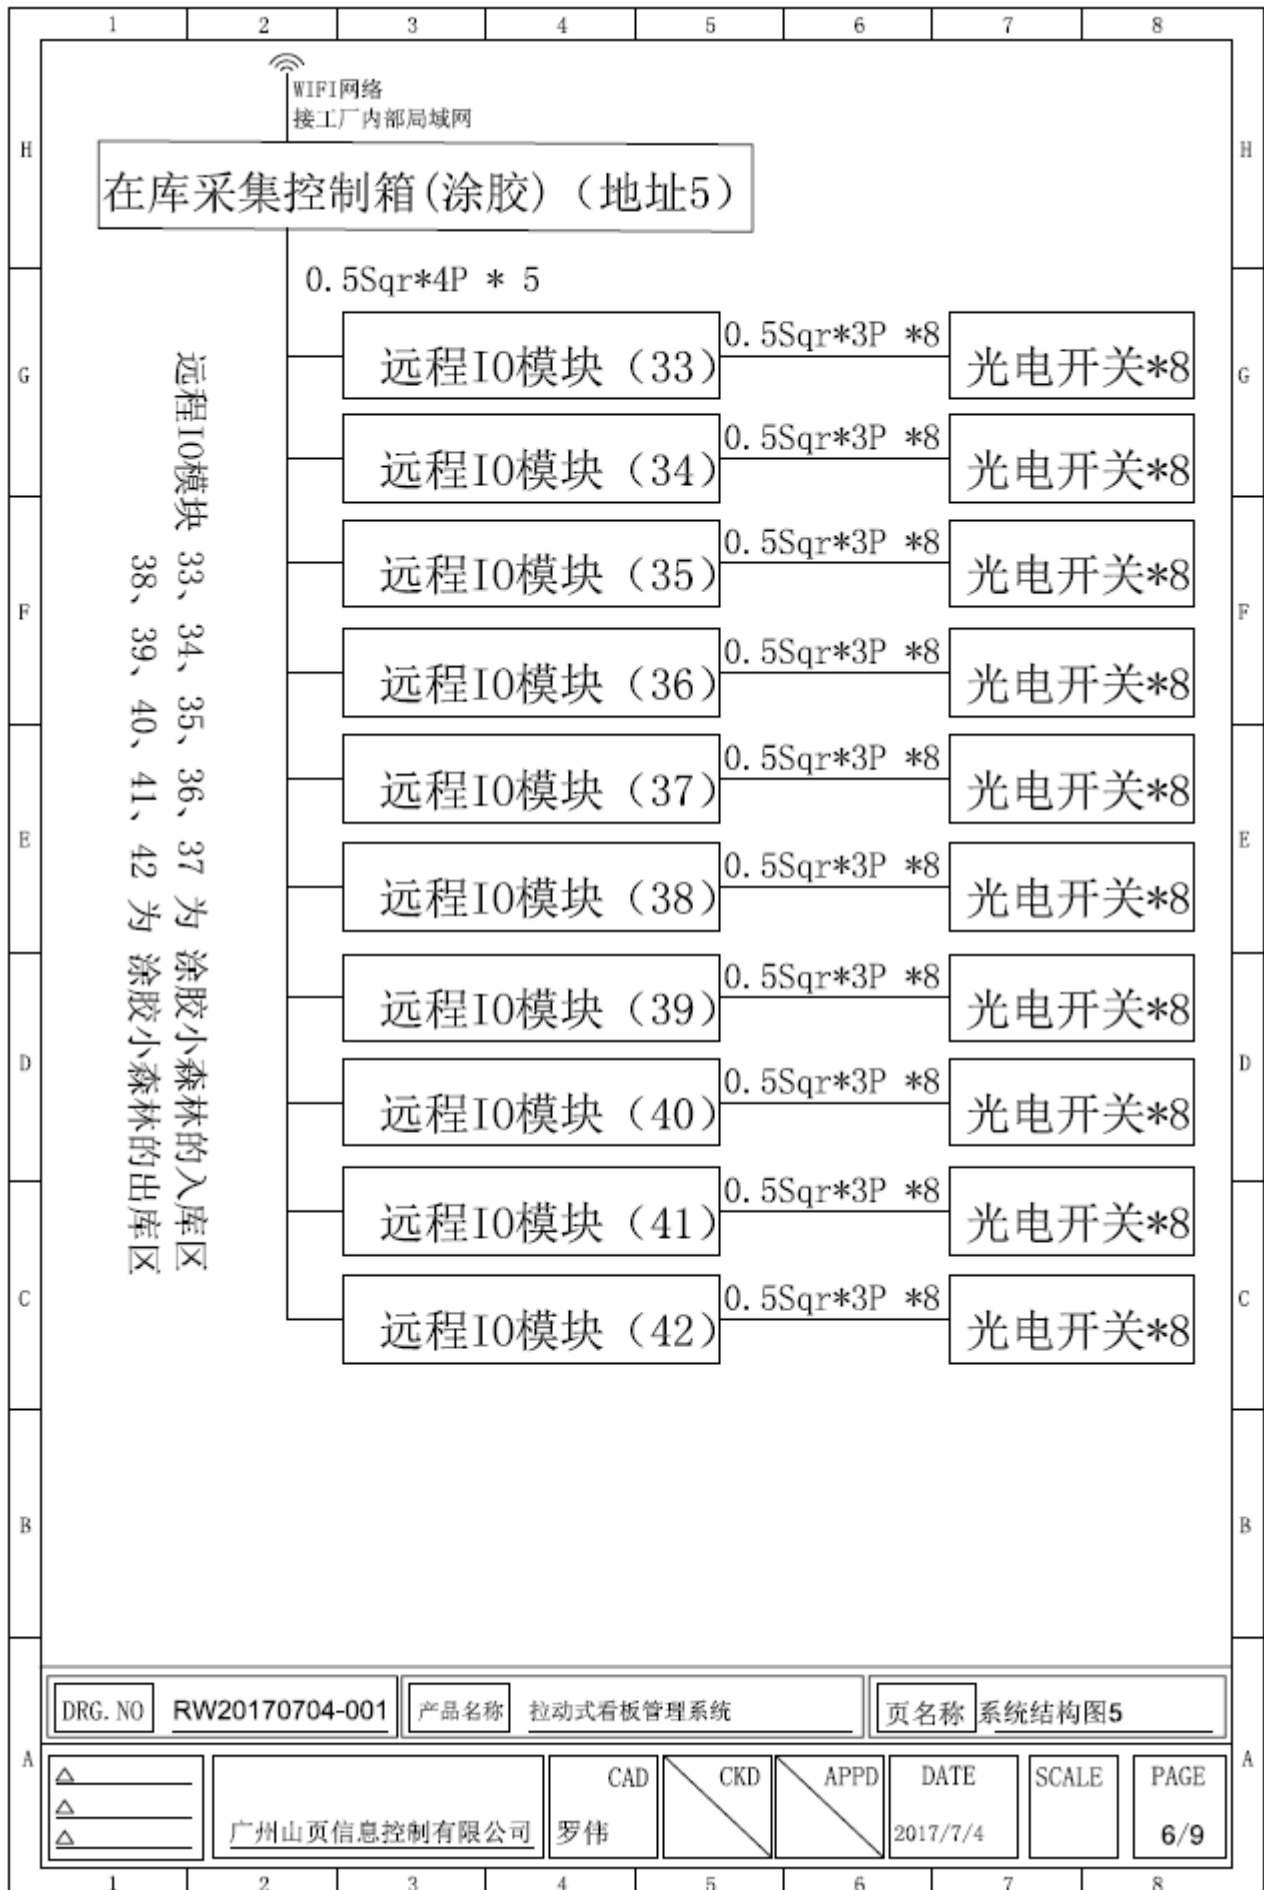 1 2 3 4 5 6 7 8
WIFI网络
接工厂内部局域网
H H
在库采集控制箱(涂胶)（地址5）
0.5Sqr*4P * 5
远程IO模块（33） 0.5Sqr*3P *8 光电开关*8
G G
远程IO模块（34） 0.5Sqr*3P *8 光电开关*8
远程IO模块（35） 0.5Sqr*3P *8 光电开关*8
F F
远程IO模块（36） 0.5Sqr*3P *8 光电开关*8
远程IO模块（37） 0.5Sqr*3P *8 光电开关*8
E E
远程IO模块（38） 0.5Sqr*3P *8 光电开关*8
远程IO模块（39） 0.5Sqr*3P *8 光电开关*8
D D
远程IO模块（40） 0.5Sqr*3P *8 光电开关*8
远程IO模块（41） 0.5Sqr*3P *8 光电开关*8
C C
远程IO模块（42） 0.5Sqr*3P *8 光电开关*8
远程IO模块 33、34、35、36、37 为 涂胶小森林的入库区
38、39、40、41、42 为 涂胶小森林的出库区
B B
DRG.NO RW20170704-001 产品名称 拉动式看板管理系统 页名称 系统结构图5
A A
CAD CKD APPD DATE SCALE PAGE
广州山页信息控制有限公司 罗伟 2017/7/4 6/9
1 2 3 4 5 6 7 8